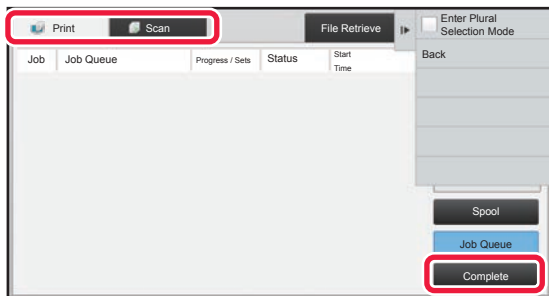 Print
Scan
File Retrieve
Enter Plural
Selection Mode
Job
Job Queue
Progress / Sets
Status
Start
Time
Back
Spool
Job Queue
Complete